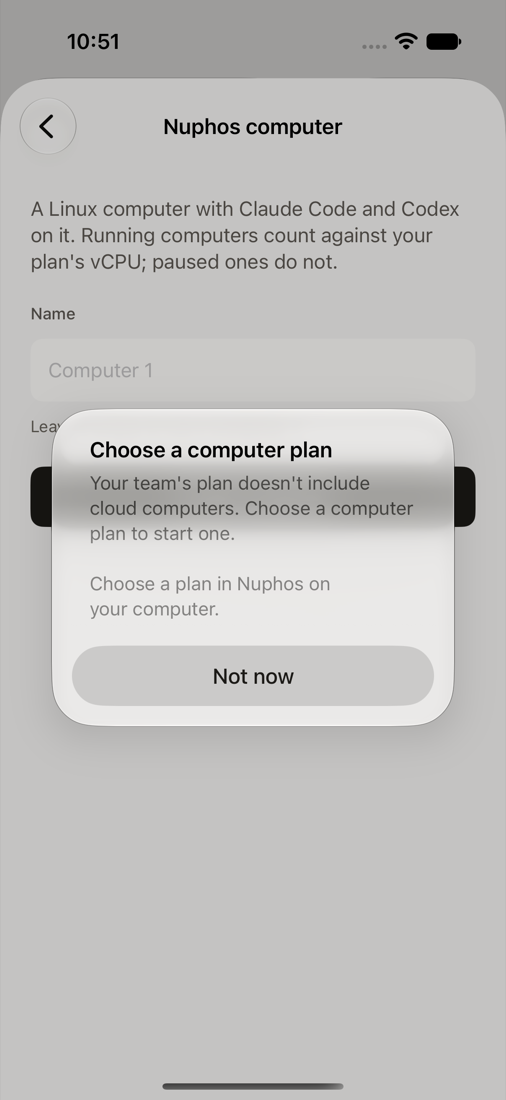 10:51
Nuphos computer
A Linux computer with Claude Code and Codex
on it. Running computers count against your
plan's vCPU; paused ones do not.
Name
Computer 1
Choose a computer plan
Your team's plan doesn't include
cloud computers. Choose a computer
plan to start one.
Choose a plan in Nuphos on
your computer.
Not now